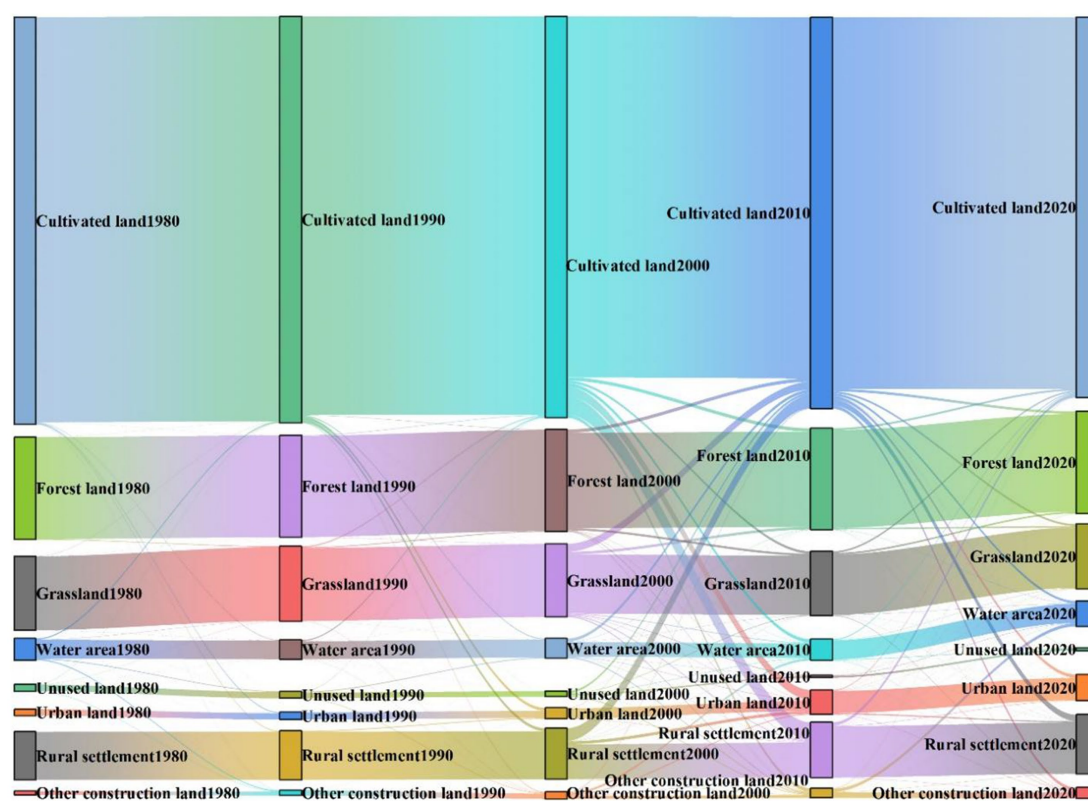 Cultivated land1980
Cultivated land1990
Cultivated land2000
Cultivated land2010
Cultivated land2020
Forest land1980
Forest land1990
Forest land2000
Forest land2010
Forest land2020
Grassland1980
Grassland1990
Grassland2000
Grassland2010
Grassland2020
Water area1980
Water area1990
Water area2000
Water area2010
Water area2020
Unused land1980
Unused land1990
Unused land2000
Unused land2010
Unused land2020
Urban land1980
Urban land1990
Urban land2000
Urban land2010
Urban land2020
Rural settlement1980
Rural settlement1990
Rural settlement2000
Rural settlement2010
Rural settlement2020
Other construction land1980
Other construction land1990
Other construction land2000
Other construction land2010
Other construction land2020